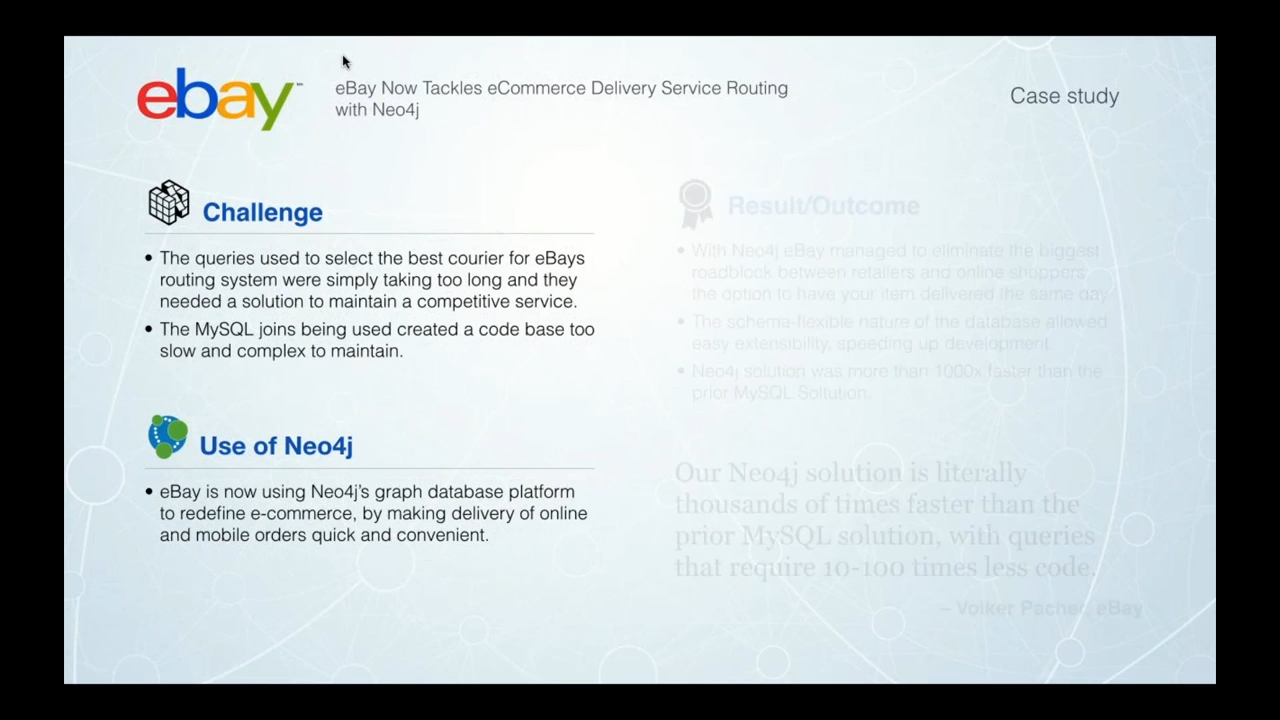 ebay
eBay Now Tackles eCommerce Delivery Service Routing
with Neo4j
Case study
Challenge
• The queries used to select the best courier for eBays
routing system were simply taking too long and they
needed a solution to maintain a competitive service.
• The MySQL joins being used created a code base too
slow and complex to maintain.
Use of Neo4j
• eBay is now using Neo4j's graph database platform
to redefine e-commerce, by making delivery of online
and mobile orders quick and convenient.
Result/Outcome
• With Neo4j eBay managed to eliminate the biggest
roadblock between retailers and online shoppers
the option to have your item delivered the same day
• The schema-flexible nature of the database allowed
easy extensibility, speeding up development.
• Neo4j solution was more than 1000x faster than the
prior MySQL Soltution.
Our Neo4j solution is literally
thousands of times faster than the
prior MySQL solution, with queries
that require 10-100 times less code.
– Volker Pacher, eBay